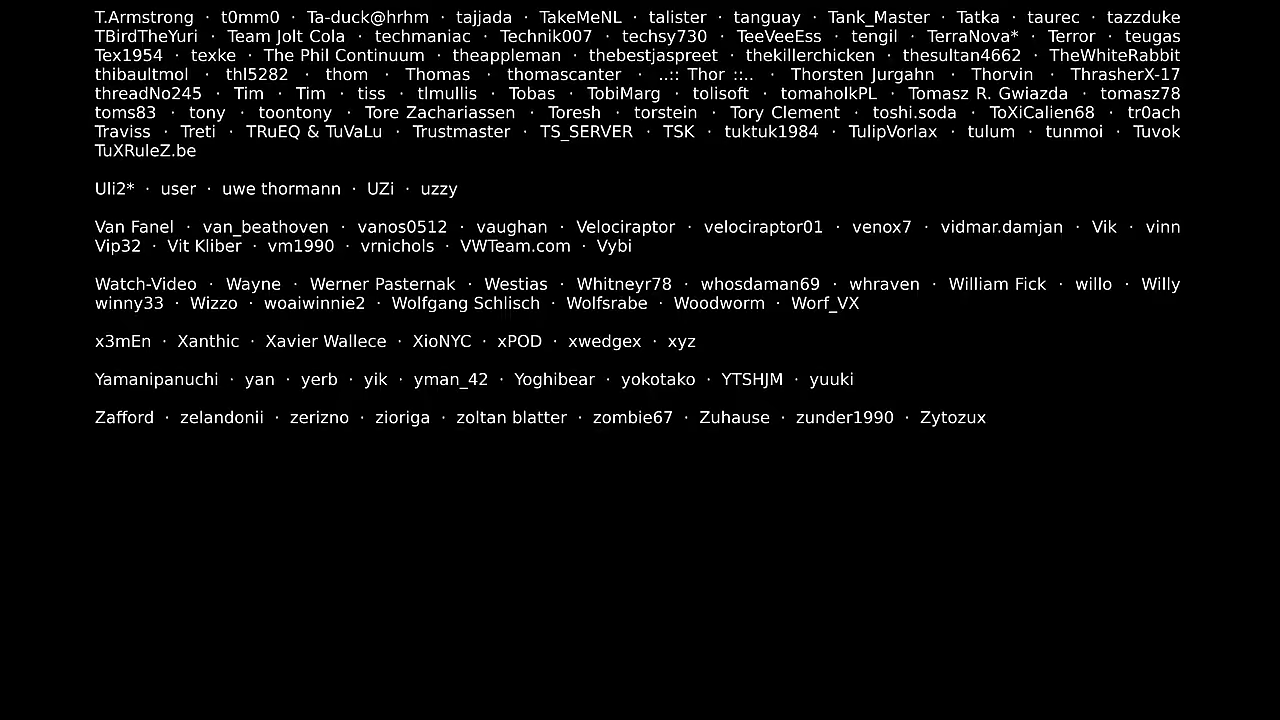 T.Armstrong · t0mm0 · Ta-duck@hrhm · tajjada · TakeMeNL · talister · tanguay · Tank_Master · Tatka · taurec · tazzduke
TBirdTheYuri · Team Jolt Cola · techmaniac · Technik007 · techsy730 · TeeVeeEss · tengil · TerraNova* · Terror · teugas
Tex1954 · texke · The Phil Continuum · theappleman · thebestjaspreet · thekillerchicken · thesultan4662 · TheWhiteRabbit
thibaultmol · thl5282 · thom · Thomas · thomascanter · ..:: Thor ::.. · Thorsten Jurgahn · Thorvin · ThrasherX-17
threadNo245 · Tim · Tim · tiss · tlmullis · Tobas · TobiMarg · tolisoft · tomaholkPL · Tomasz R. Gwiazda · tomasz78
toms83 · tony · toontony · Tore Zachariassen · Toresh · torstein · Tory Clement · toshi.soda · ToXiCalien68 · tr0ach
Traviss · Treti · TRuEQ & TuVaLu · Trustmaster · TS_SERVER · TSK · tuktuk1984 · TulipVorlax · tulum · tunmoi · Tuvok
TuXRuleZ.be
Uli2* · user · uwe thormann · UZi · uzzy
Van Fanel · van_beathoven · vanos0512 · vaughan · Velociraptor · velociraptor01 · venox7 · vidmar.damjan · Vik · vinn
Vip32 · Vit Kliber · vm1990 · vrnichols · VWTeam.com · Vybi
Watch-Video · Wayne · Werner Pasternak · Westias · Whitneyr78 · whosdaman69 · whraven · William Fick · willo · Willy
winny33 · Wizzo · woaiwinnie2 · Wolfgang Schlisch · Wolfsrabe · Woodworm · Worf_VX
x3mEn · Xanthic · Xavier Wallece · XioNYC · xPOD · xwedgex · xyz
Yamanipanuchi · yan · yerb · yik · yman_42 · Yoghibear · yokotako · YTSHJM · yuuki
Zafford · zelandonii · zerizno · zioriga · zoltan blatter · zombie67 · Zuhause · zunder1990 · Zytozux